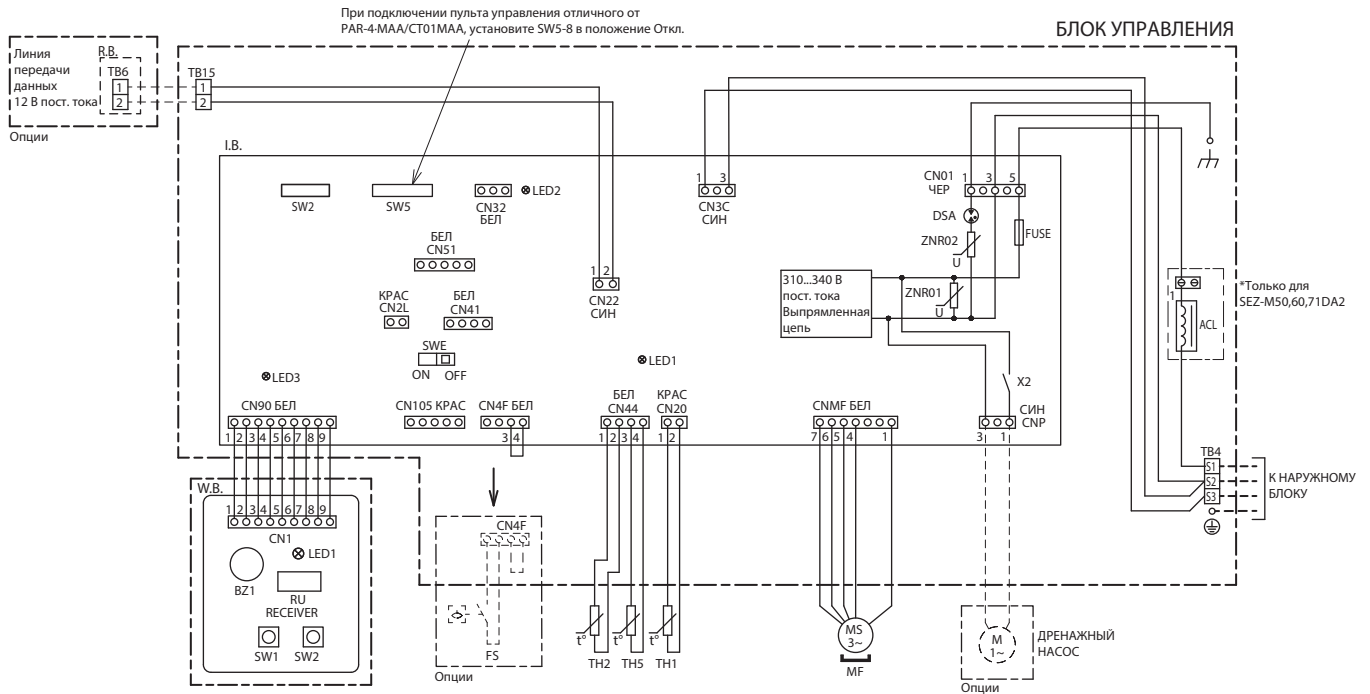 При подключении пульта управления отличного от
PAR-4·MAA/CT01MAA, установите SW5-8 в положение Откл.
БЛОК УПРАВЛЕНИЯ
Линия
передачи
данных
12 В пост. тока
R.B.
TB6
1
2
Опции
TB15
1
2
I.B.
SW2
SW5
CN32
БЕЛ
LED2
БЕЛ
CN51
КРАС
CN2L
БЕЛ
CN41
SWE
ON OFF
1 2
CN22
СИН
1 3
CN3C
СИН
CN01
ЧЕР
1 3 5
DSA
ZNR02
U
FUSE
310...340 В
пост. тока
Выпрямленная
цепь
ZNR01
U
X2
*Только для
SEZ-M50,60,71DA2
1
ACL
LED1
LED3
CN90 БЕЛ
1 2 3 4 5 6 7 8 9
CN105 КРАС
CN4F БЕЛ
3 4
БЕЛ
CN44
1 2 3 4
КРАС
CN20
1 2
CNMF БЕЛ
7 6 5 4 1
СИН
CNP
3 1
TB4
S1
S2
S3
К НАРУЖНОМУ
БЛОКУ
W.B.
1 2 3 4 5 6 7 8 9
CN1
LED1
BZ1
RU
RECEIVER
SW1 SW2
CN4F
FS
Опции
t° t° t°
TH2 TH5 TH1
MS
3~
MF
M
1~
ДРЕНАЖНЫЙ
НАСОС
Опции